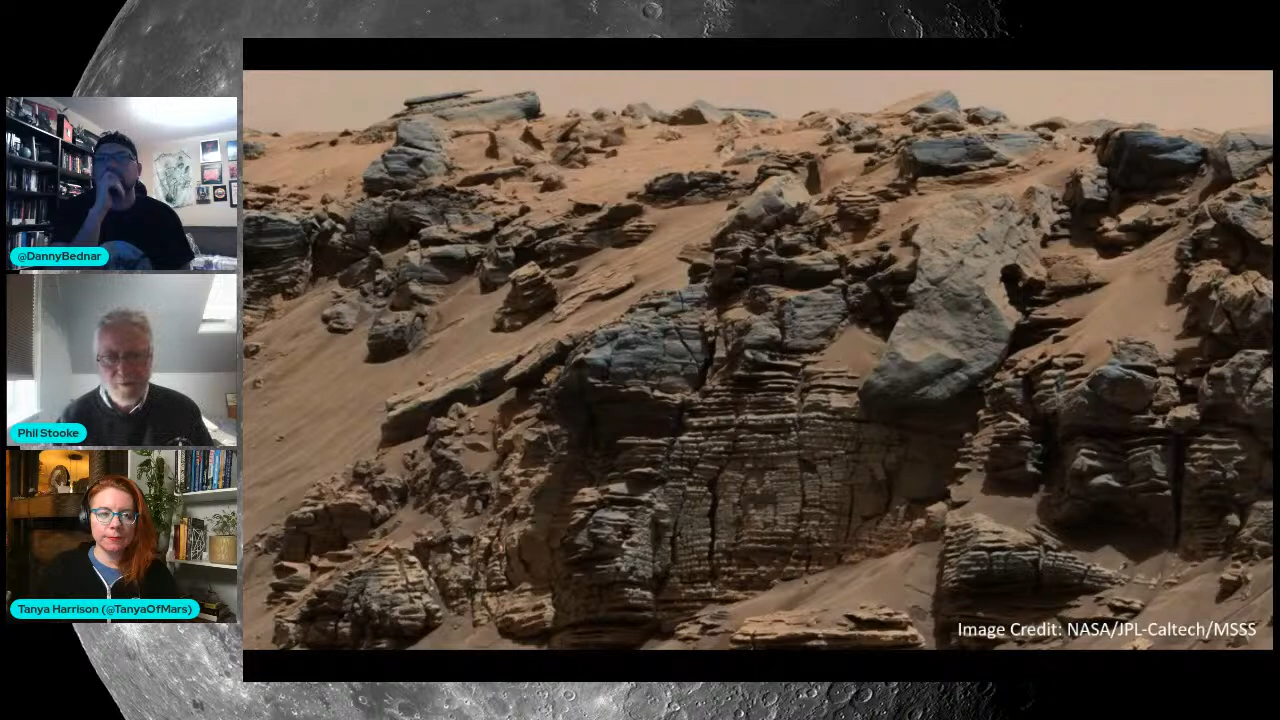 @DannyBednar
Phil Stooke
Tanya Harrison (@TanyaOfMars)
Image Credit: NASA/JPL-Caltech/MSSS